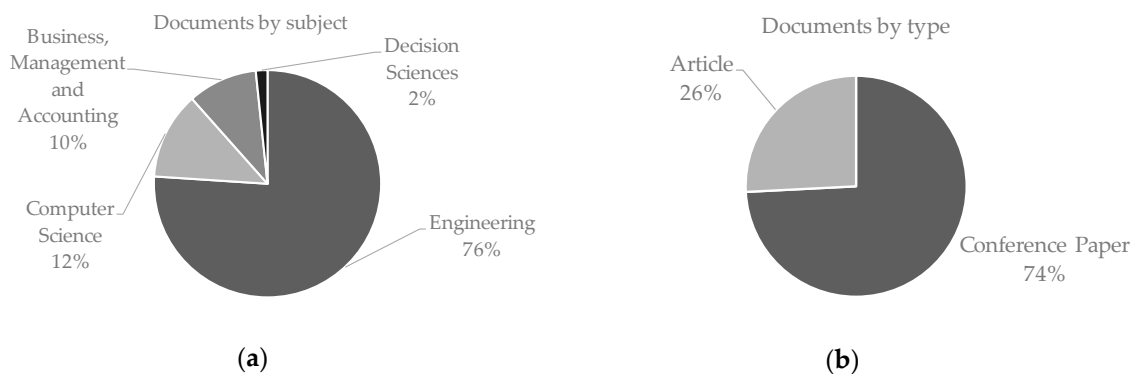 Documents by subject
Business,
Management
and
Accounting
10%
Decision
Sciences
2%
Computer
Science
12%
Engineering
76%
(a)
Documents by type
Article
26%
Conference Paper
74%
(b)